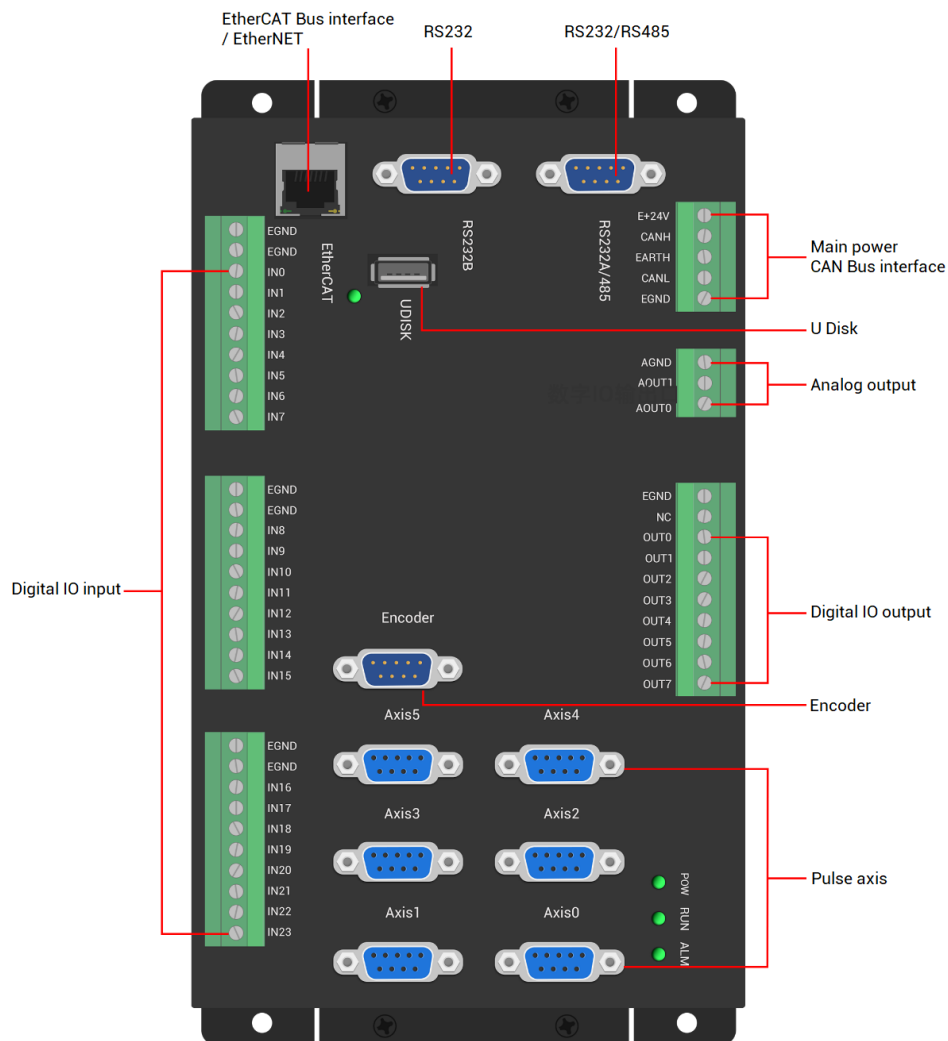 EtherCAT Bus interface
/ EtherNET
RS232
RS232/RS485
EtherCAT
UDISK
RS232B
RS232A/485
EGND
EGND
IN0
IN1
IN2
IN3
IN4
IN5
IN6
IN7
E+24V
CANH
EARTH
CANL
EGND
Main power
CAN Bus interface
U Disk
AGND
AOUT1
AOUT0
Analog output
EGND
EGND
IN8
IN9
IN10
IN11
IN12
IN13
IN14
IN15
Digital IO input
EGND
NC
OUT0
OUT1
OUT2
OUT3
OUT4
OUT5
OUT6
OUT7
Digital IO output
Encoder
Encoder
Axis5
Axis4
Axis3
Axis2
Axis1
Axis0
EGND
EGND
IN16
IN17
IN18
IN19
IN20
IN21
IN22
IN23
POW
RUN
ALM
Pulse axis